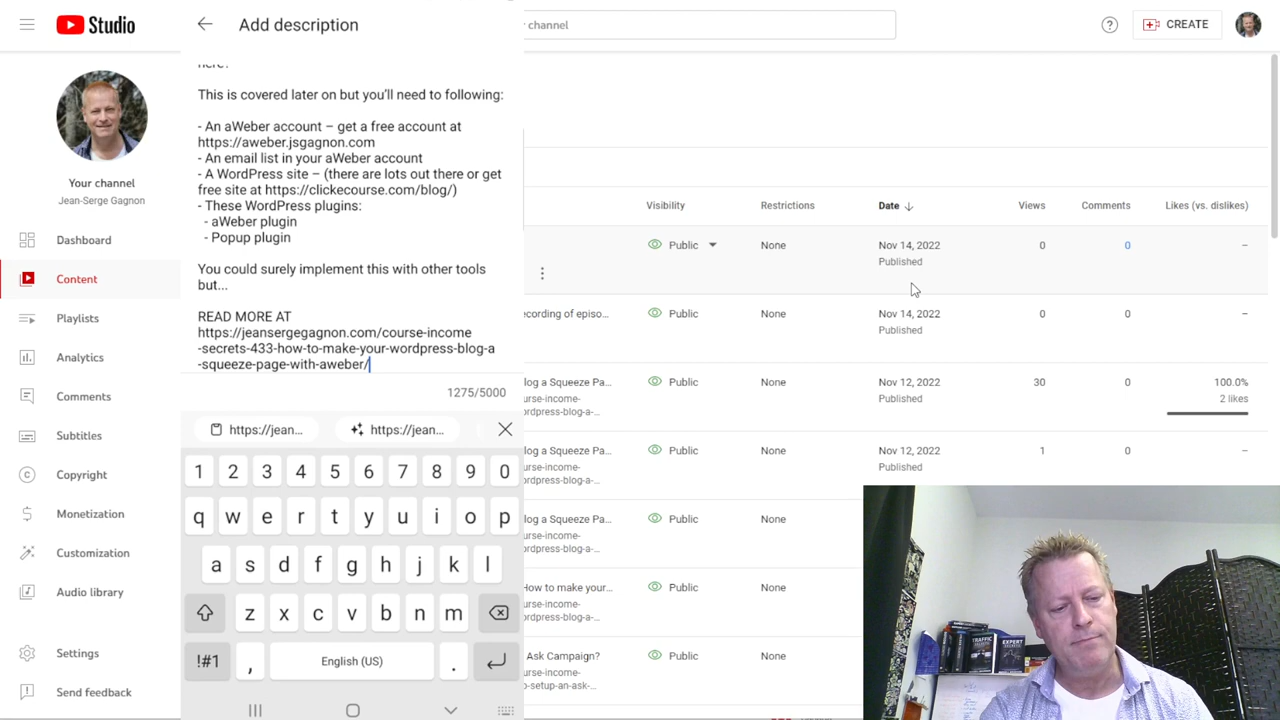 Studio
Add description
r channel
CREATE
here?
This is covered later on but you'll need to following:
- An aWeber account – get a free account at
https://aweber.jsgagnon.com
- An email list in your aWeber account
- A WordPress site – (there are lots out there or get
free site at https://clickecourse.com/blog/)
- These WordPress plugins:
- aWeber plugin
- Popup plugin
You could surely implement this with other tools
but...
READ MORE AT
https://jeansergegagnon.com/course-income
-secrets-433-how-to-make-your-wordpress-blog-a
-squeeze-page-with-aweber/
1275/5000
https://jean...
https://jean...
1 2 3 4 5 6 7 8 9 0
q w e r t y u i o p
a s d f g h j k l
z x c v b n m
!#1 , English (US) .
Your channel
Jean-Serge Gagnon
Dashboard
Content
Playlists
Analytics
Comments
Subtitles
Copyright
Monetization
Customization
Audio library
Settings
Send feedback
Visibility Restrictions Date Views Comments Likes (vs. dislikes)
Public None Nov 14, 2022 0 0 –
Published
ecording of episo... Public None Nov 14, 2022 0 0 –
Published
log a Squeeze Pa... Public None Nov 12, 2022 30 0 100.0%
urse-income- Published 2 likes
ordpress-blog-a-...
log a Squeeze Pa... Public None Nov 12, 2022 1 0 –
urse-income- Published
ordpress-blog-a-...
log a Squeeze Pa... Public None
urse-income-
ordpress-blog-a-...
How to make your... Public None
urse-income-
ordpress-blog-a-...
Ask Campaign? Public None
urse-income-
o-setup-an-ask-...
TRAFFIC
SECRETS
EXPERT
SECRETS